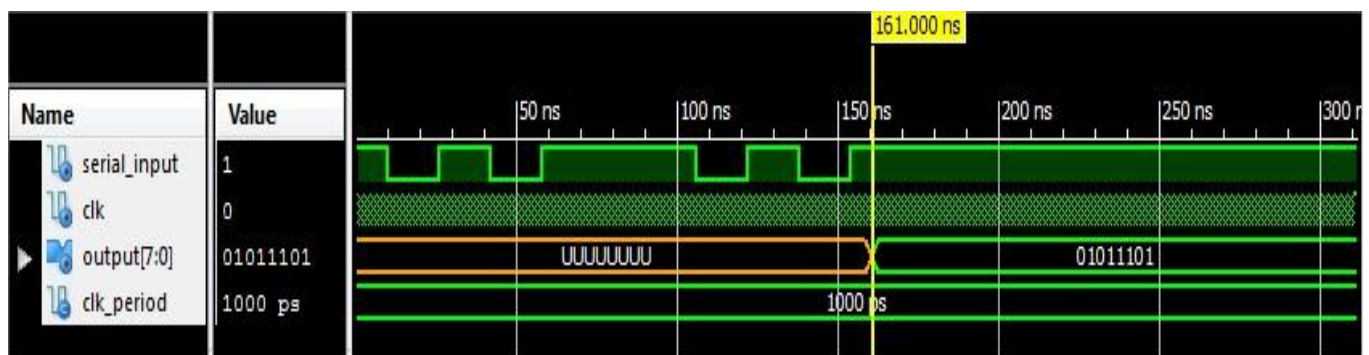 161.000 ns
Name Value |50 ns |100 ns |150 ns |200 ns |250 ns |300 n
serial_input 1
clk 0
output[7:0] 01011101 UUUUUUUU 01011101
clk_period 1000 ps 1000 ps